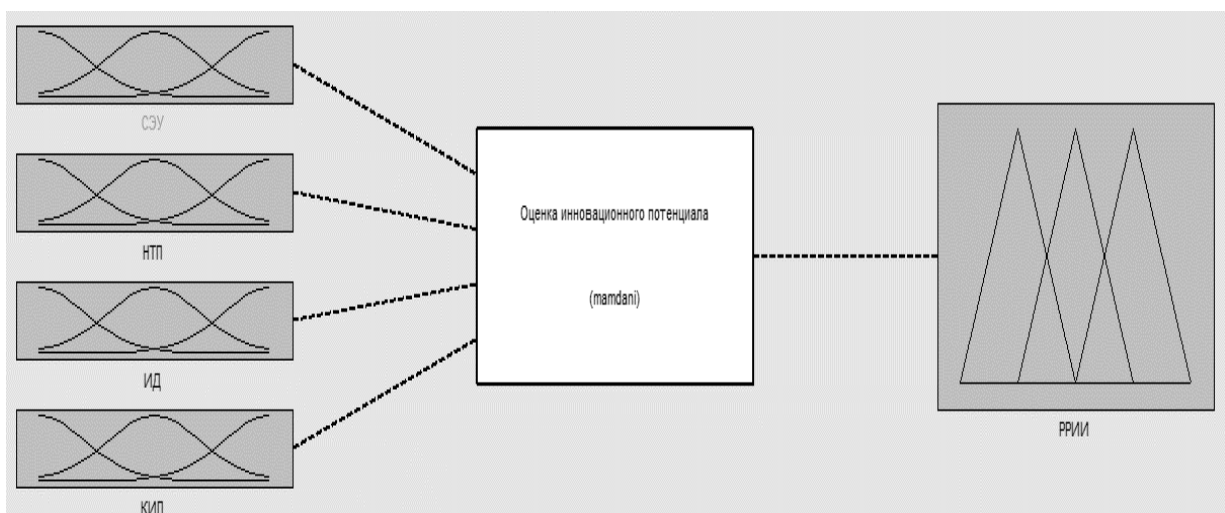 СЭУ
НТП
Оценка инновационного потенциала
(mamdani)
ИД
РРИИ
КИП